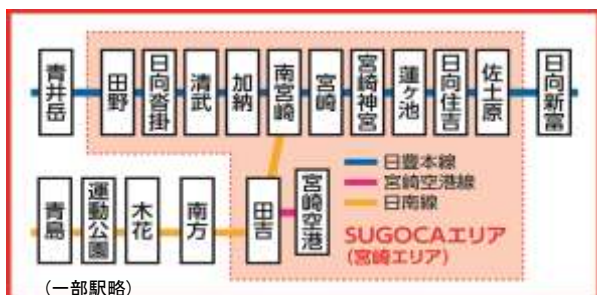 青井岳
田野
日向沓掛
清武
加納
南宮崎
宮崎
宮崎神宮
蓮ヶ池
日向住吉
佐土原
日向新富
青島
運動公園
木花
南方
田吉
宮崎空港
日豊本線
宮崎空港線
日南線
SUGOCAエリア
(宮崎エリア)
(一部駅略)